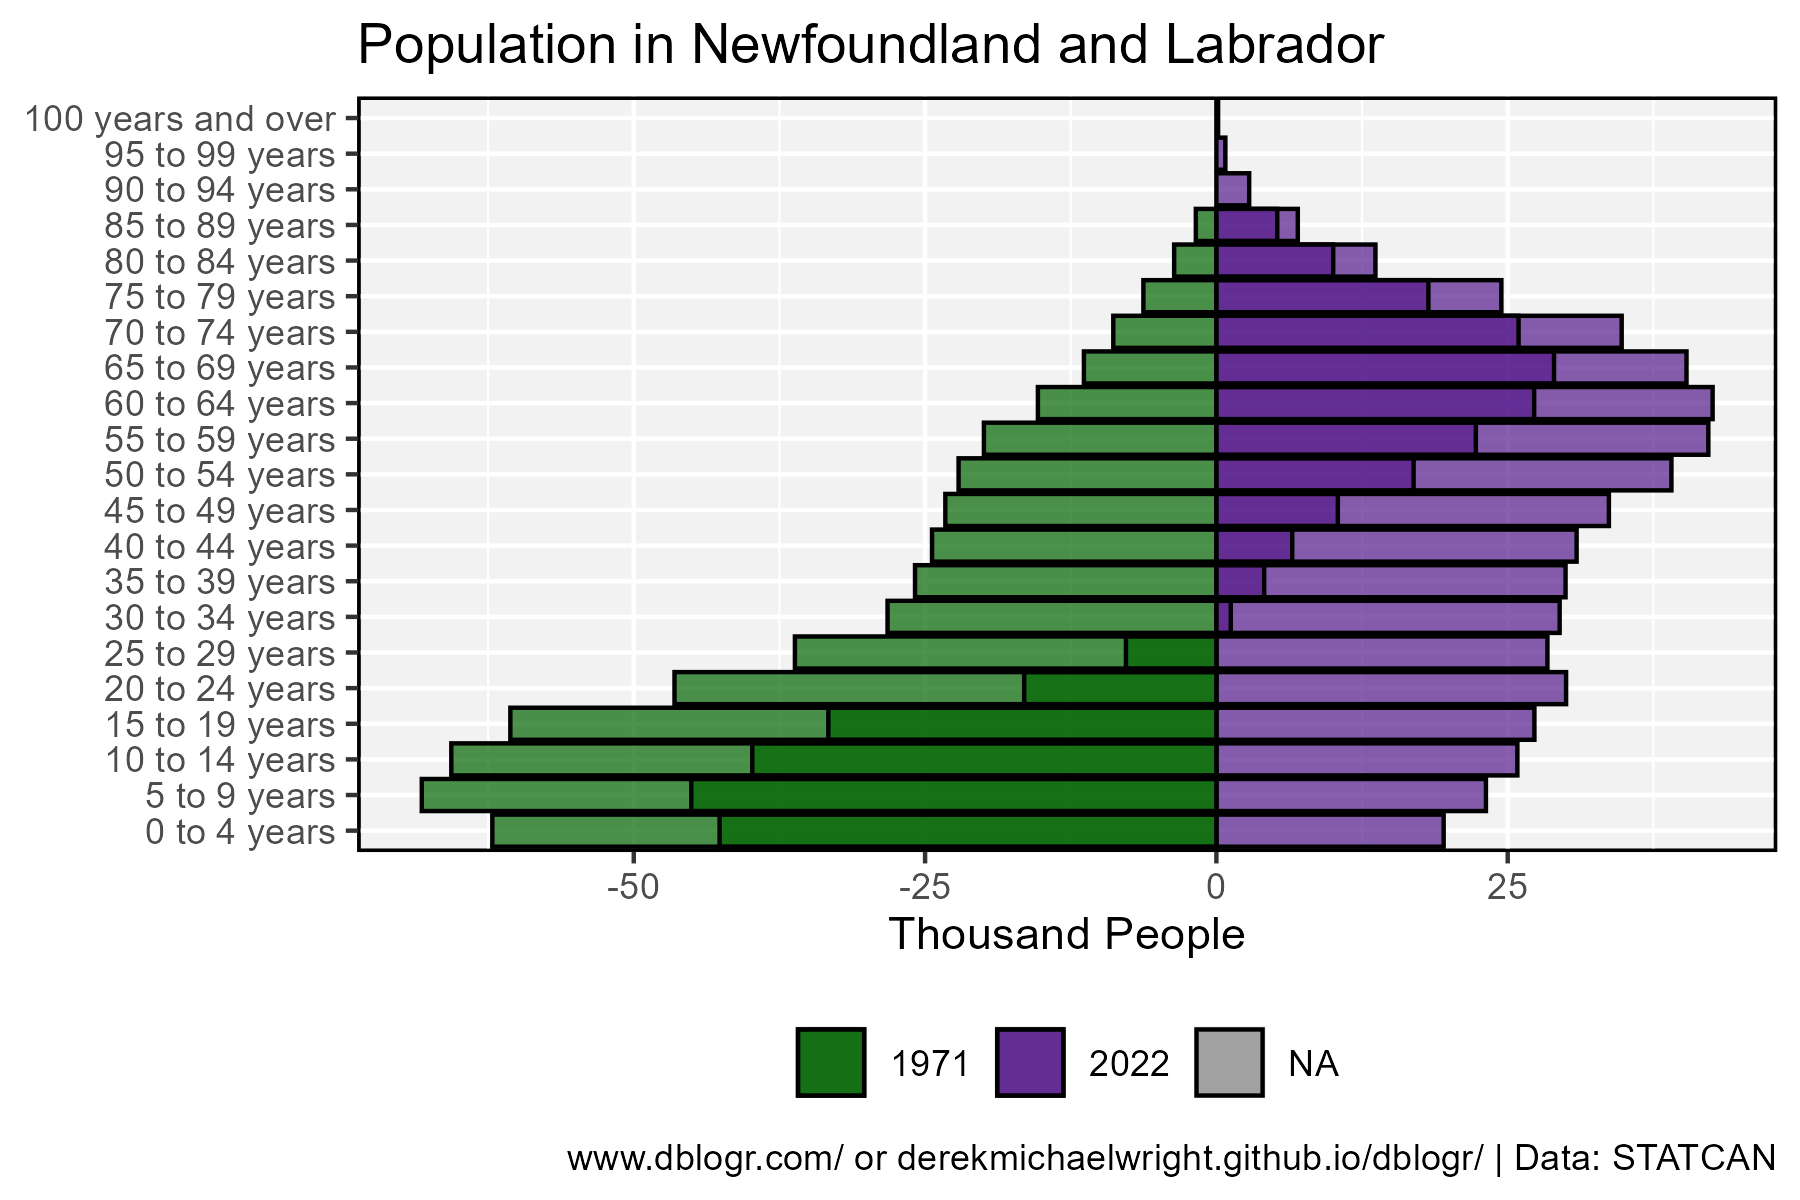 Population in Newfoundland and Labrador
100 years and over
95 to 99 years
90 to 94 years
85 to 89 years
80 to 84 years
75 to 79 years
70 to 74 years
65 to 69 years
60 to 64 years
55 to 59 years
50 to 54 years
45 to 49 years
40 to 44 years
35 to 39 years
30 to 34 years
25 to 29 years
20 to 24 years
15 to 19 years
10 to 14 years
5 to 9 years
0 to 4 years
-50 -25 0 25
Thousand People
1971 2022 NA
www.dblogr.com/ or derekmichaelwright.github.io/dblogr/ | Data: STATCAN